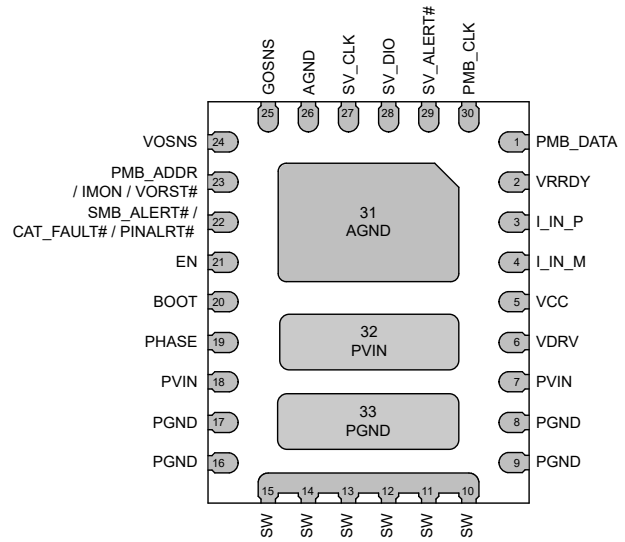 GOSNS
AGND
SV_CLK
SV_DIO
SV_ALERT#
PMB_CLK
25
26
27
28
29
30
VOSNS 24
1 PMB_DATA
PMB_ADDR
/ IMON / VORST#
23
2 VRRDY
SMB_ALERT# /
CAT_FAULT# / PINALRT#
22
3 I_IN_P
31
AGND
EN 21
4 I_IN_M
BOOT 20
5 VCC
PHASE 19
32
PVIN
6 VDRV
PVIN 18
7 PVIN
PGND 17
33
PGND
8 PGND
PGND 16
9 PGND
15
14
13
12
11
10
SW
SW
SW
SW
SW
SW